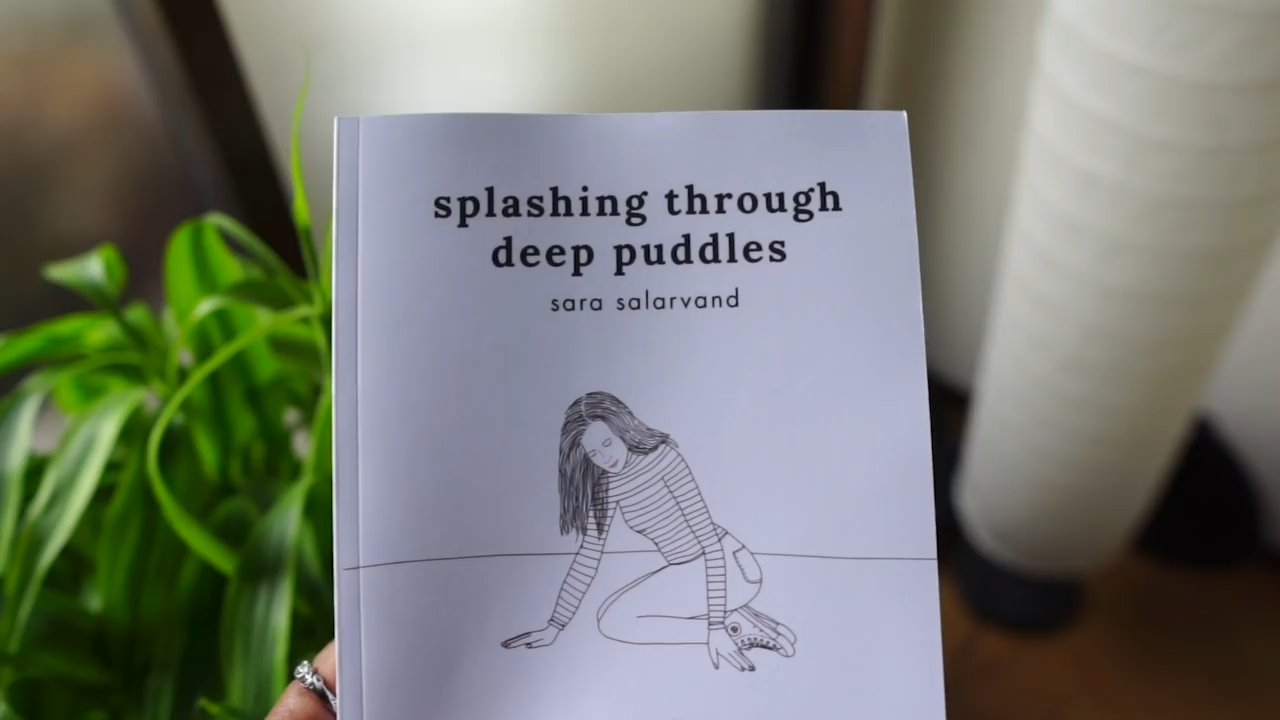 splashing through
deep puddles
sara salarvand